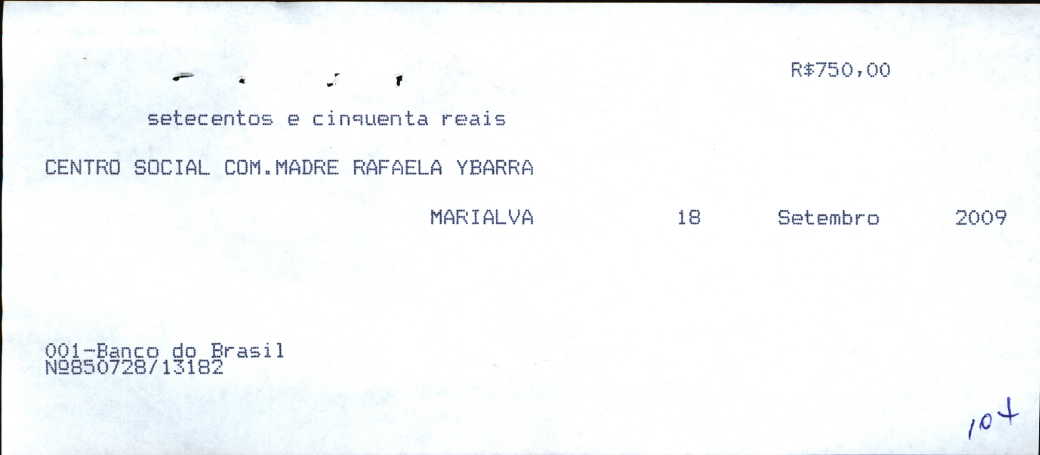 R$750,00
setecentos e cinquenta reais
CENTRO SOCIAL COM.MADRE RAFAELA YBARRA
MARIALVA 18 Setembro 2009
001-Banco do Brasil
Nº850728/13182